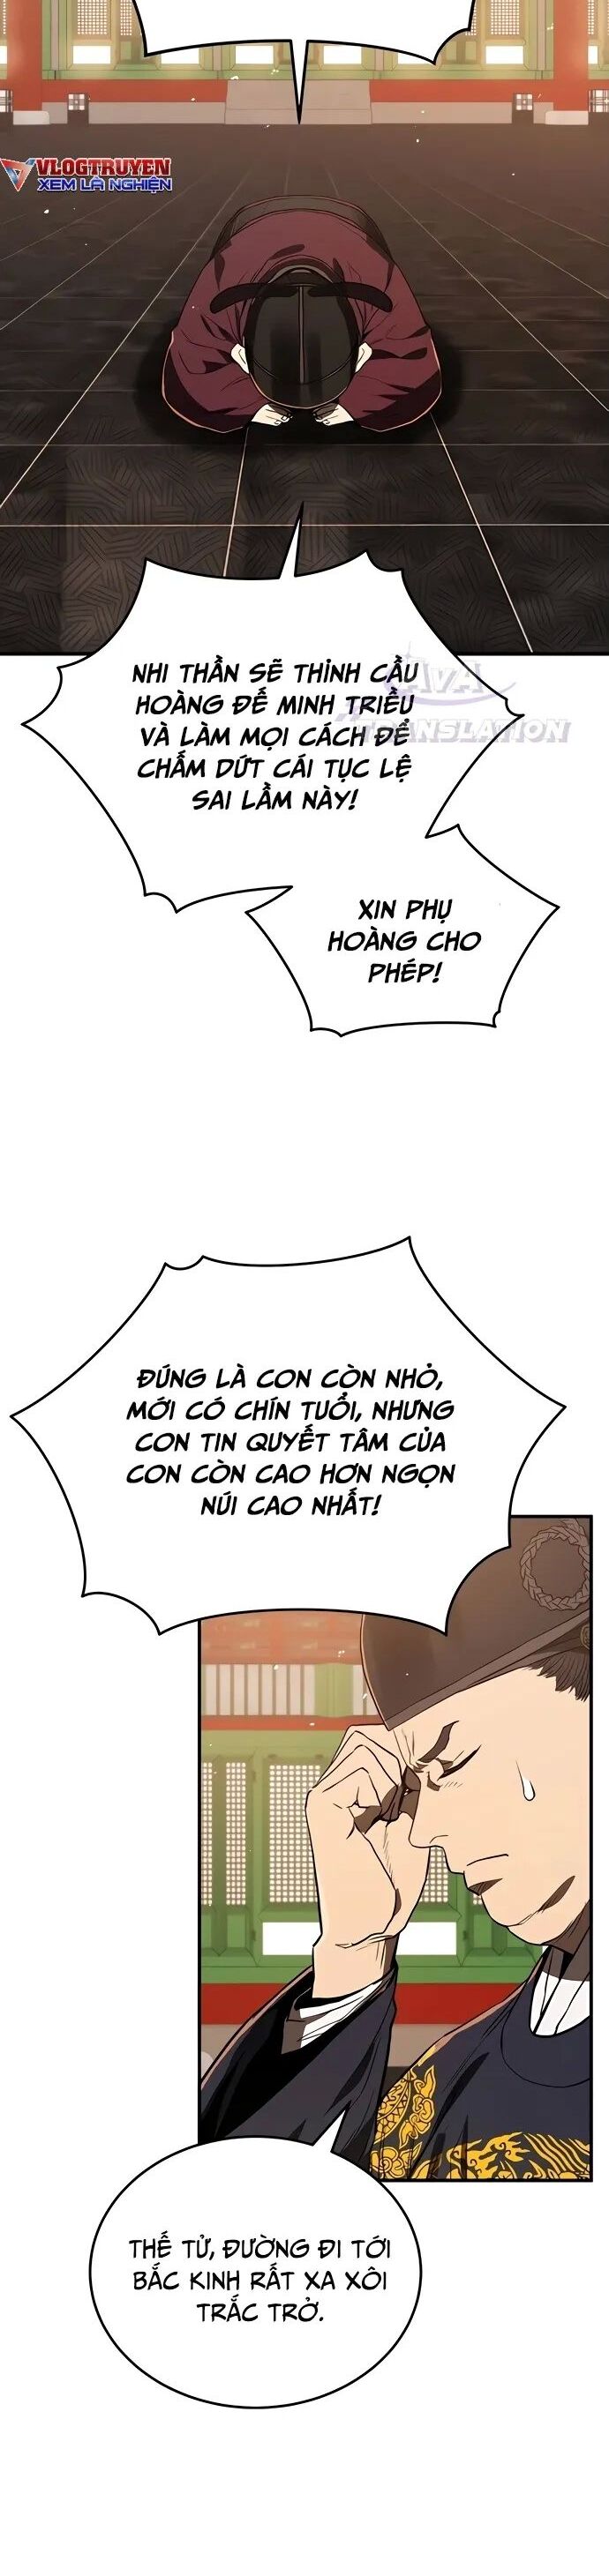 VLOGTRUYEN
XEM LÀ NGHIỆN
NHI THẦN SẼ THỈNH CẦU
HOÀNG ĐẾ MINH TRIỀU
VÀ LÀM MỌI CÁCH ĐỂ
CHẤM DỨT CÁI TỤC LỆ
SAI LẦM NÀY!
AVA
TRANSLATION
XIN PHỤ
HOÀNG CHO
PHÉP!
ĐÚNG LÀ CON CÒN NHỎ,
MỚI CÓ CHÍN TUỔI, NHƯNG
CON TIN QUYẾT TÂM CỦA
CON CÒN CAO HƠN NGỌN
NÚI CAO NHẤT!
THẾ TỬ, ĐƯỜNG ĐI TỚI
BẮC KINH RẤT XA XÔI
TRẮC TRỞ.